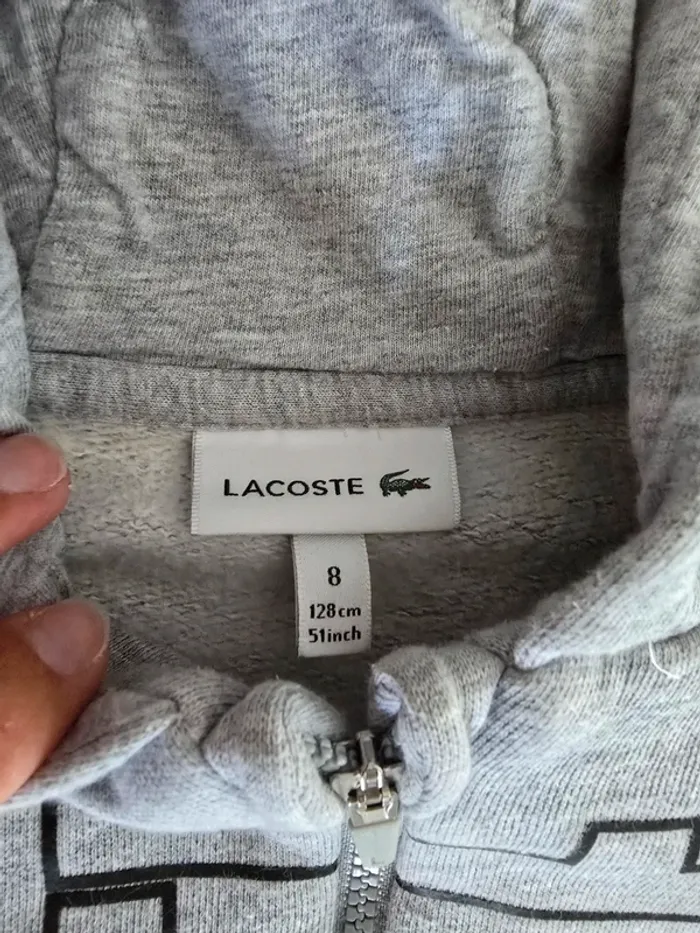 LACOSTE
8
128cm
51inch